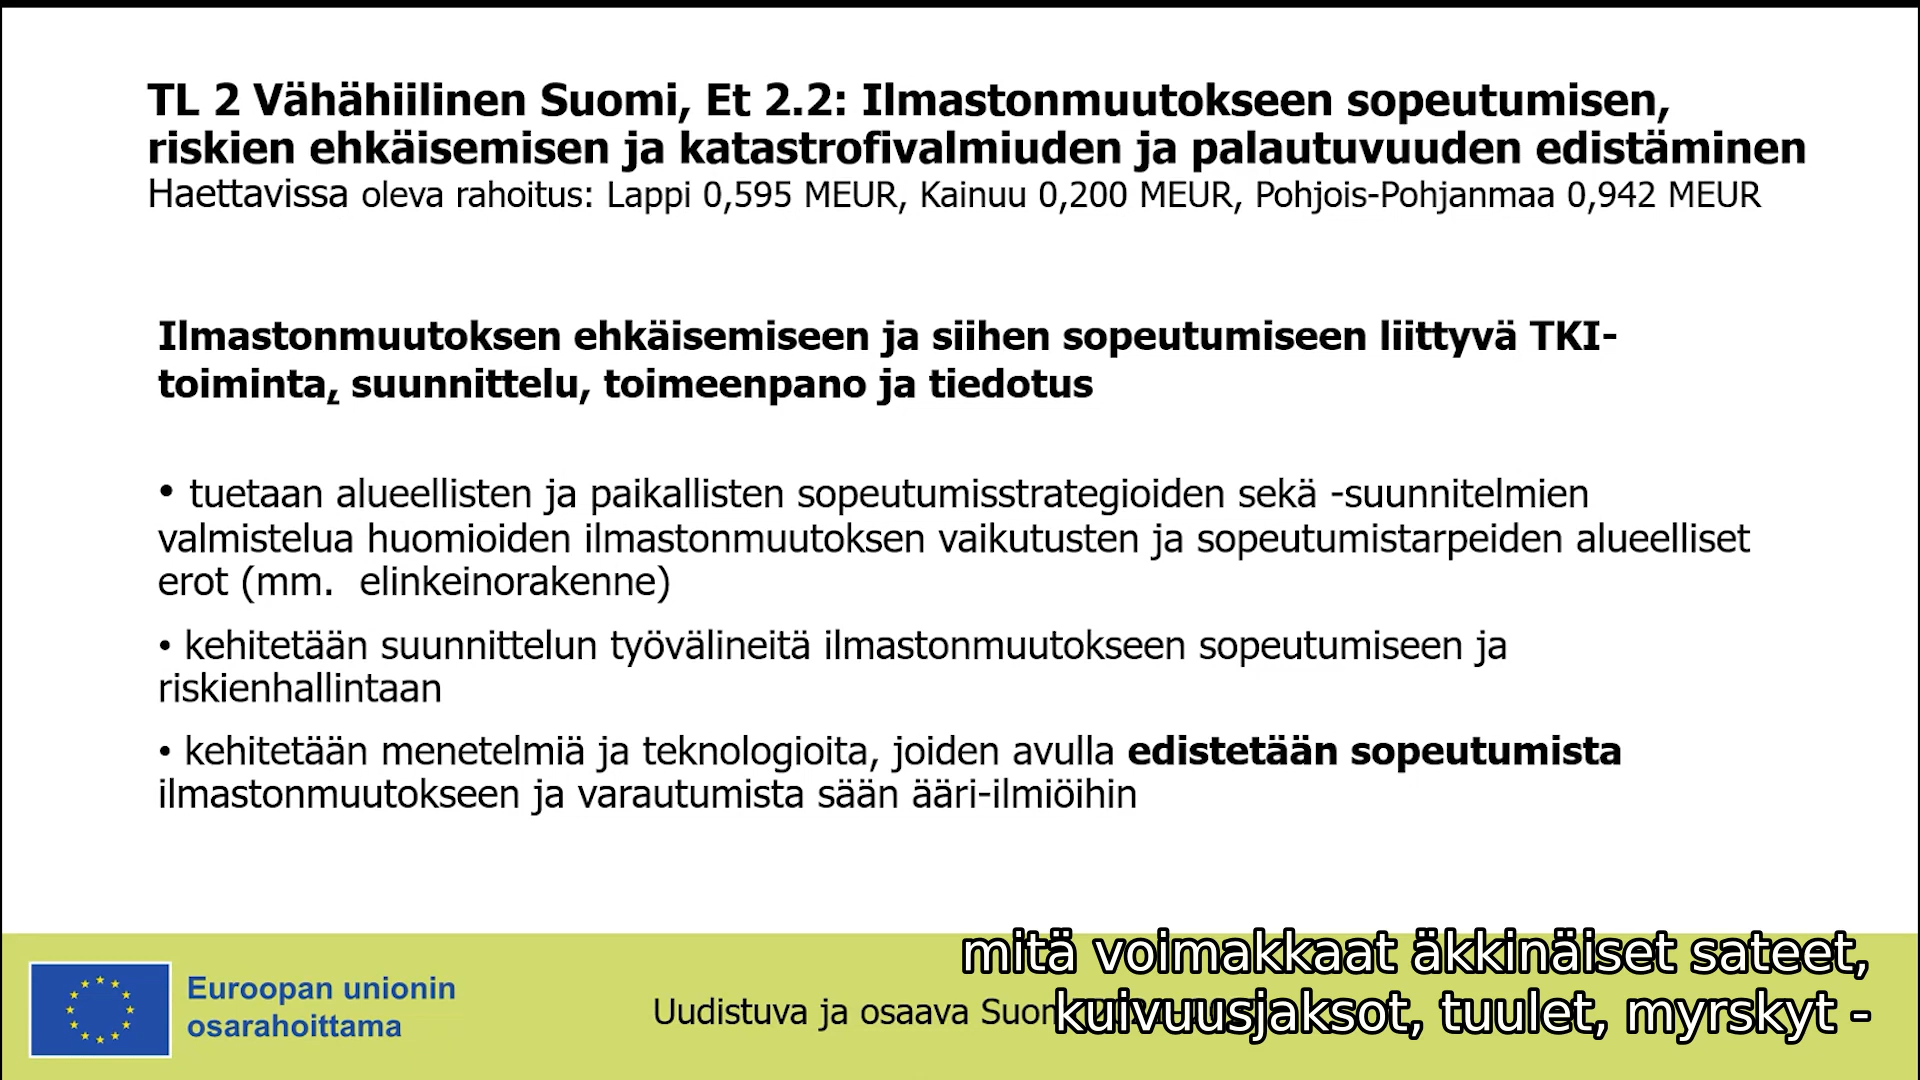 TL 2 Vähähiilinen Suomi, Et 2.2: Ilmastonmuutokseen sopeutumisen,
riskien ehkäisemisen ja katastrofivalmiuden ja palautuvuuden edistäminen
Haettavissa oleva rahoitus: Lappi 0,595 MEUR, Kainuu 0,200 MEUR, Pohjois-Pohjanmaa 0,942 MEUR
Ilmastonmuutoksen ehkäisemiseen ja siihen sopeutumiseen liittyvä TKI-
toiminta, suunnittelu, toimeenpano ja tiedotus
• tuetaan alueellisten ja paikallisten sopeutumisstrategioiden sekä -suunnitelmien
valmistelua huomioiden ilmastonmuutoksen vaikutusten ja sopeutumistarpeiden alueelliset
erot (mm. elinkeinorakenne)
• kehitetään suunnittelun työvälineitä ilmastonmuutokseen sopeutumiseen ja
riskienhallintaan
• kehitetään menetelmiä ja teknologioita, joiden avulla edistetään sopeutumista
ilmastonmuutokseen ja varautumista sään ääri-ilmiöihin
Euroopan unionin
osarahoittama
Uudistuva ja osaava
mitä voimakkaat äkkinäiset sateet,
kuivuusjaksot, tuulet, myrskyt -